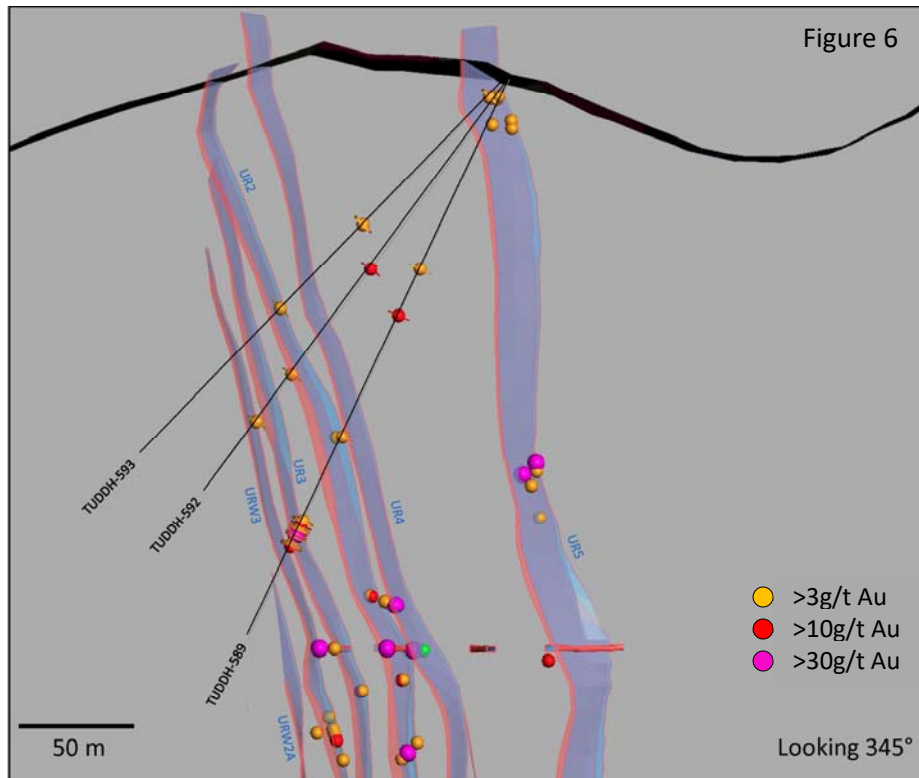 Figure 6
UR2
TUDDH-593
TUDDH-592
URW3
UR3
UR4
UR5
TUDDH-589
URW2A
>3g/t Au
>10g/t Au
>30g/t Au
50 m
Looking 345°